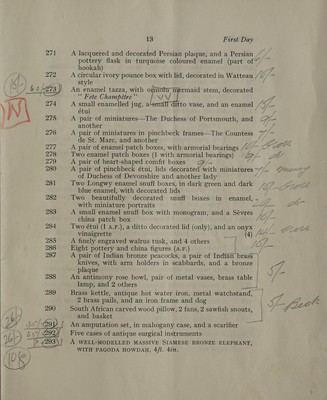 13 First Day
271 A lacquered and decorated Persian plaque, and a Persian
pottery flask in turquoise coloured enamel (part of
hookah)
272 A circular ivory pounce box with lid, decorated in Watteau
style
273 An enamel tazza, with ormolu mermaid stem, decorated
"Fete Champêtre"
274 A small enamelled jug, a small ditto vase, and an enamel
étui
275 A pair of miniatures—The Duchess of Portsmouth, and
another
276 A pair of miniatures in pinchbeck frames—The Countess
de St. Marc, and another
277 A pair of enamel patch boxes, with armorial bearings
278 Two enamel patch boxes (1 with armorial bearings)
279 A pair of heart-shaped comfit boxes
280 A pair of pinchbeck étui, lids decorated with miniatures
of Duchess of Devonshire and another lady
281 Two Longwy enamel snuff boxes, in dark green and dark
blue enamel, with decorated lids
282 Two beautifully decorated snuff boxes in enamel,
with miniature portraits
283 A small enamel snuff box with monogram, and a Sèvres
china patch box
284 Two étui (1 A.F.), a ditto decorated lid (only), and an onyx
vinaigrette (4)
285 A finely engraved walrus tusk, and 4 others
286 Eight pottery and china figures (A.F.)
287 A pair of Indian bronze peacocks, a pair of Indian brass
knives, with arm holders in scabbards, and a bronze
plaque
288 An antimony rose bowl, pair of metal vases, brass table
lamp, and 2 others
289 Brass kettle, antique hot water iron, metal watchstand,
2 brass pails, and an iron frame and dog
290 South African carved wood pillow, 2 fans, 2 sawfish snouts,
and basket
291 An amputation set, in mahogany case, and a scarifier
292 Five cases of antique surgical instruments
293 A WELL-MODELLED MASSIVE SIAMESE BRONZE ELEPHANT,
WITH PAGODA HOWDAH, 4ft. 4in.
N